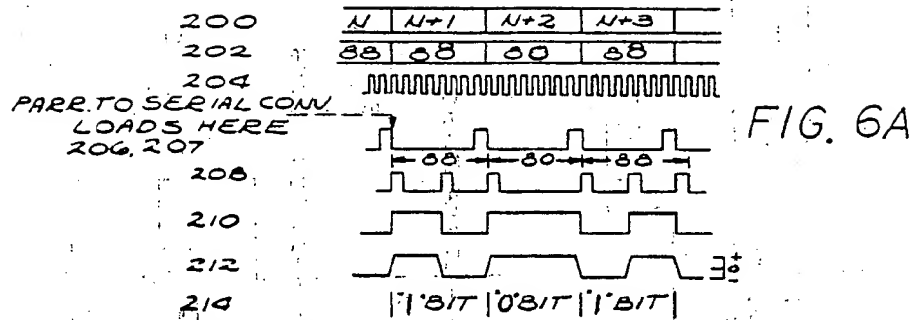 200 N N+1 N+2 N+3
202 88 88 80 88
204
PARR. TO SERIAL CONV.
LOADS HERE
206, 207
FIG. 6A
88 80 88
208
210
212 + 0 -
214 "1" BIT "0" BIT "1" BIT